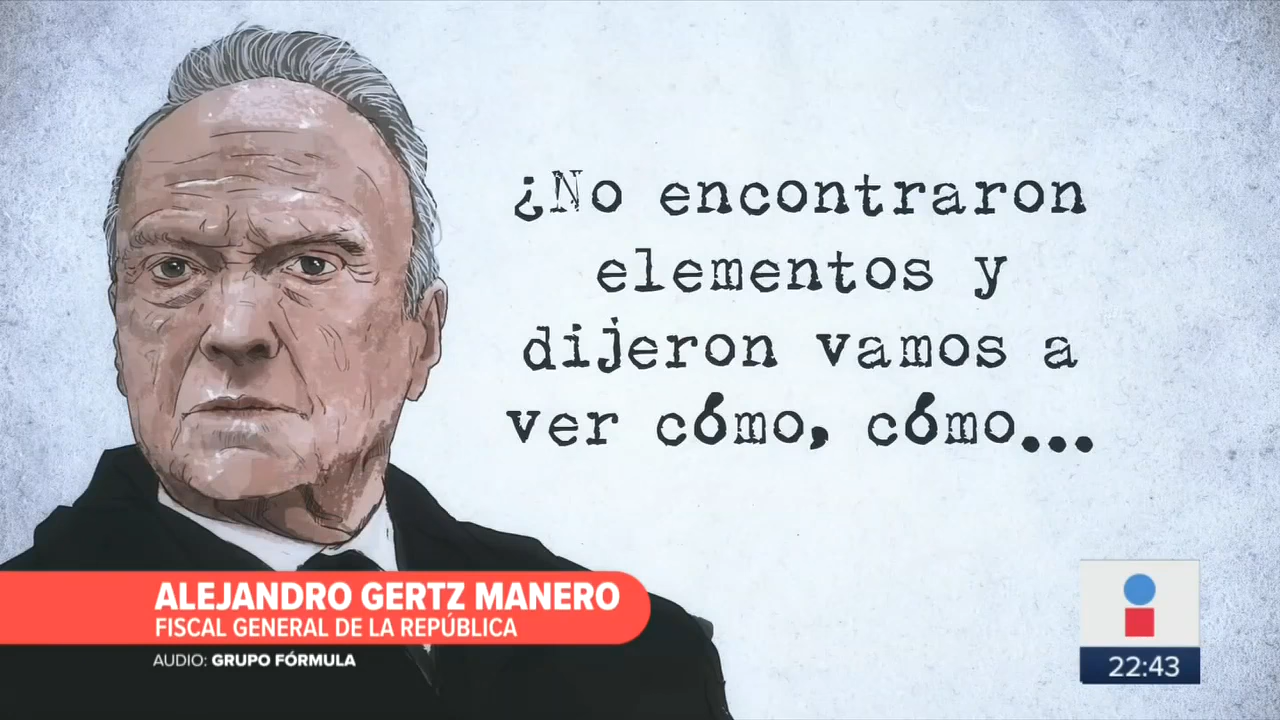 ¿No encontraron
elementos y
dijeron vamos a
ver cómo, cómo...
ALEJANDRO GERTZ MANERO
FISCAL GENERAL DE LA REPÚBLICA
AUDIO: GRUPO FÓRMULA
22:43